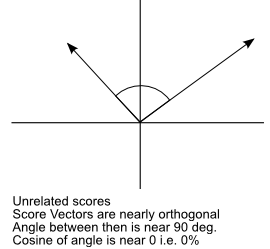 Unrelated scores
Score Vectors are nearly orthogonal
Angle between then is near 90 deg.
Cosine of angle is near 0 i.e. 0%